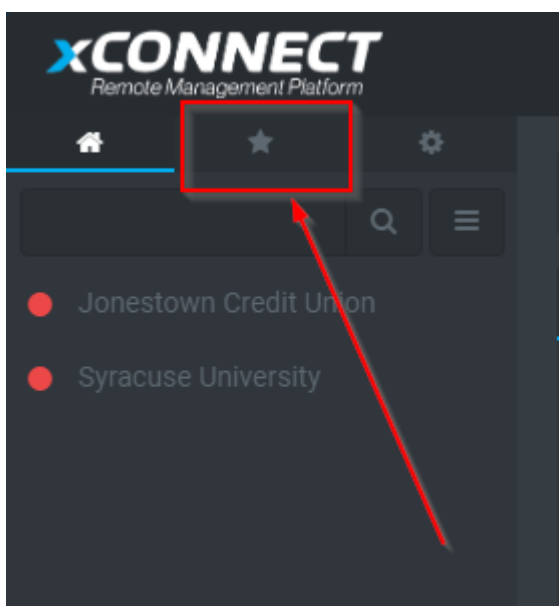 xCONNECT
Remote Management Platform
Jonestown Credit Union
Syracuse University